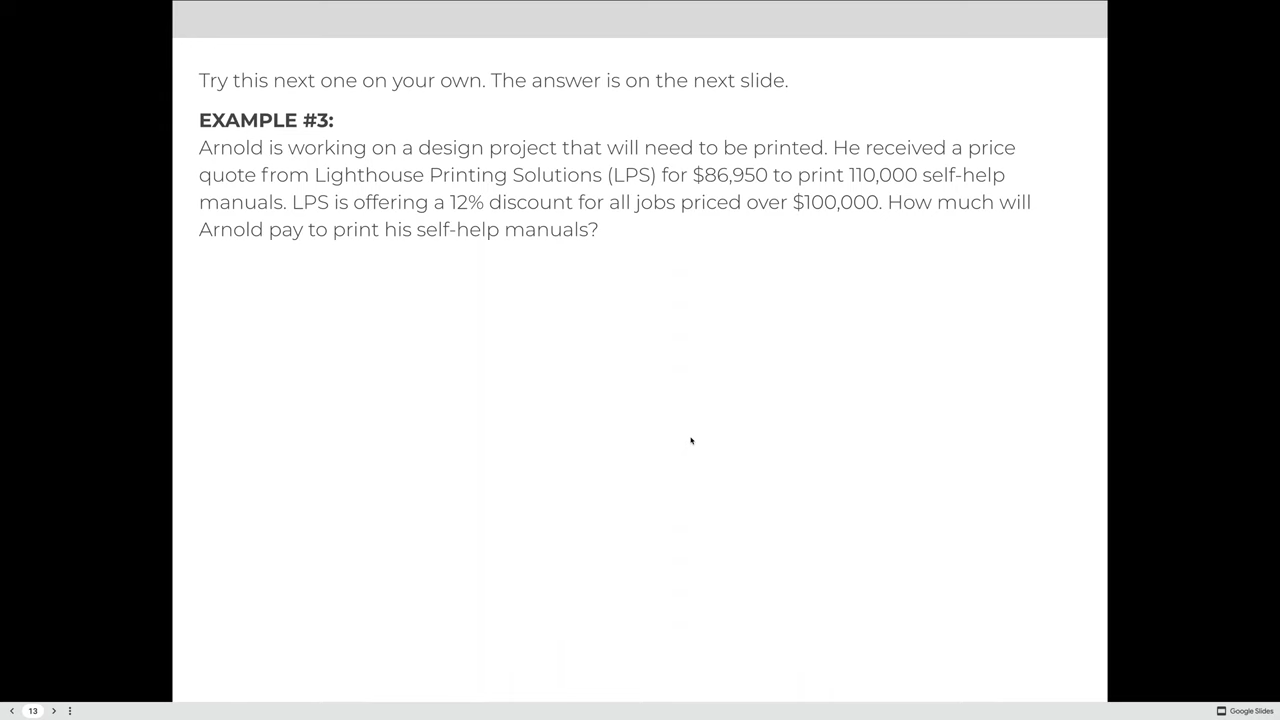 Try this next one on your own. The answer is on the next slide.
EXAMPLE #3:
Arnold is working on a design project that will need to be printed. He received a price
quote from Lighthouse Printing Solutions (LPS) for $86,950 to print 110,000 self-help
manuals. LPS is offering a 12% discount for all jobs priced over $100,000. How much will
Arnold pay to print his self-help manuals?
13
Google Slides